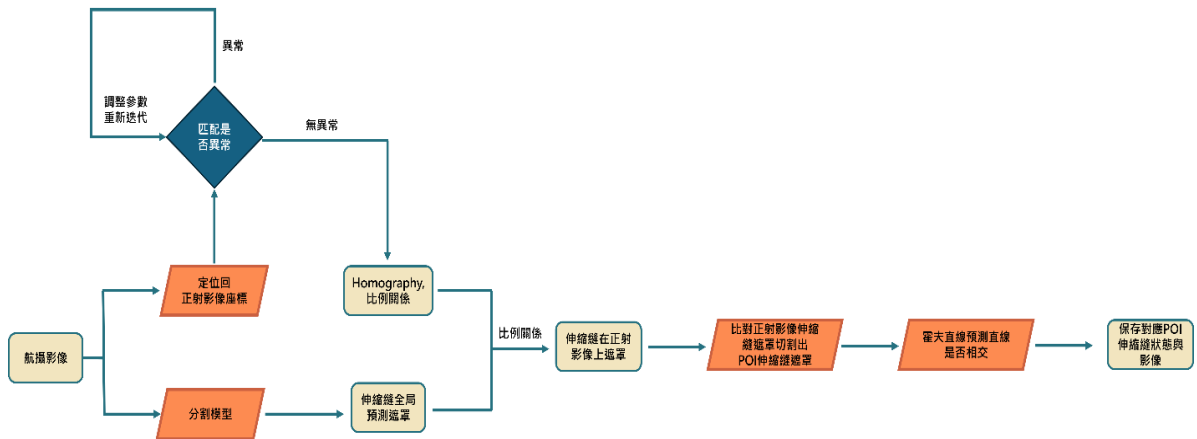 異常
調整參數
重新迭代
匹配是
否異常
無異常
定位回
正射影像座標
Homography,
比例關係
航攝影像
分割模型
伸縮縫全局
預測遮罩
比例關係
伸縮縫在正射
影像上遮罩
比對正射影像伸縮
縫遮罩切割出
POI伸縮縫遮罩
霍夫直線預測直線
是否相交
保存對應POI
伸縮縫狀態與
影像